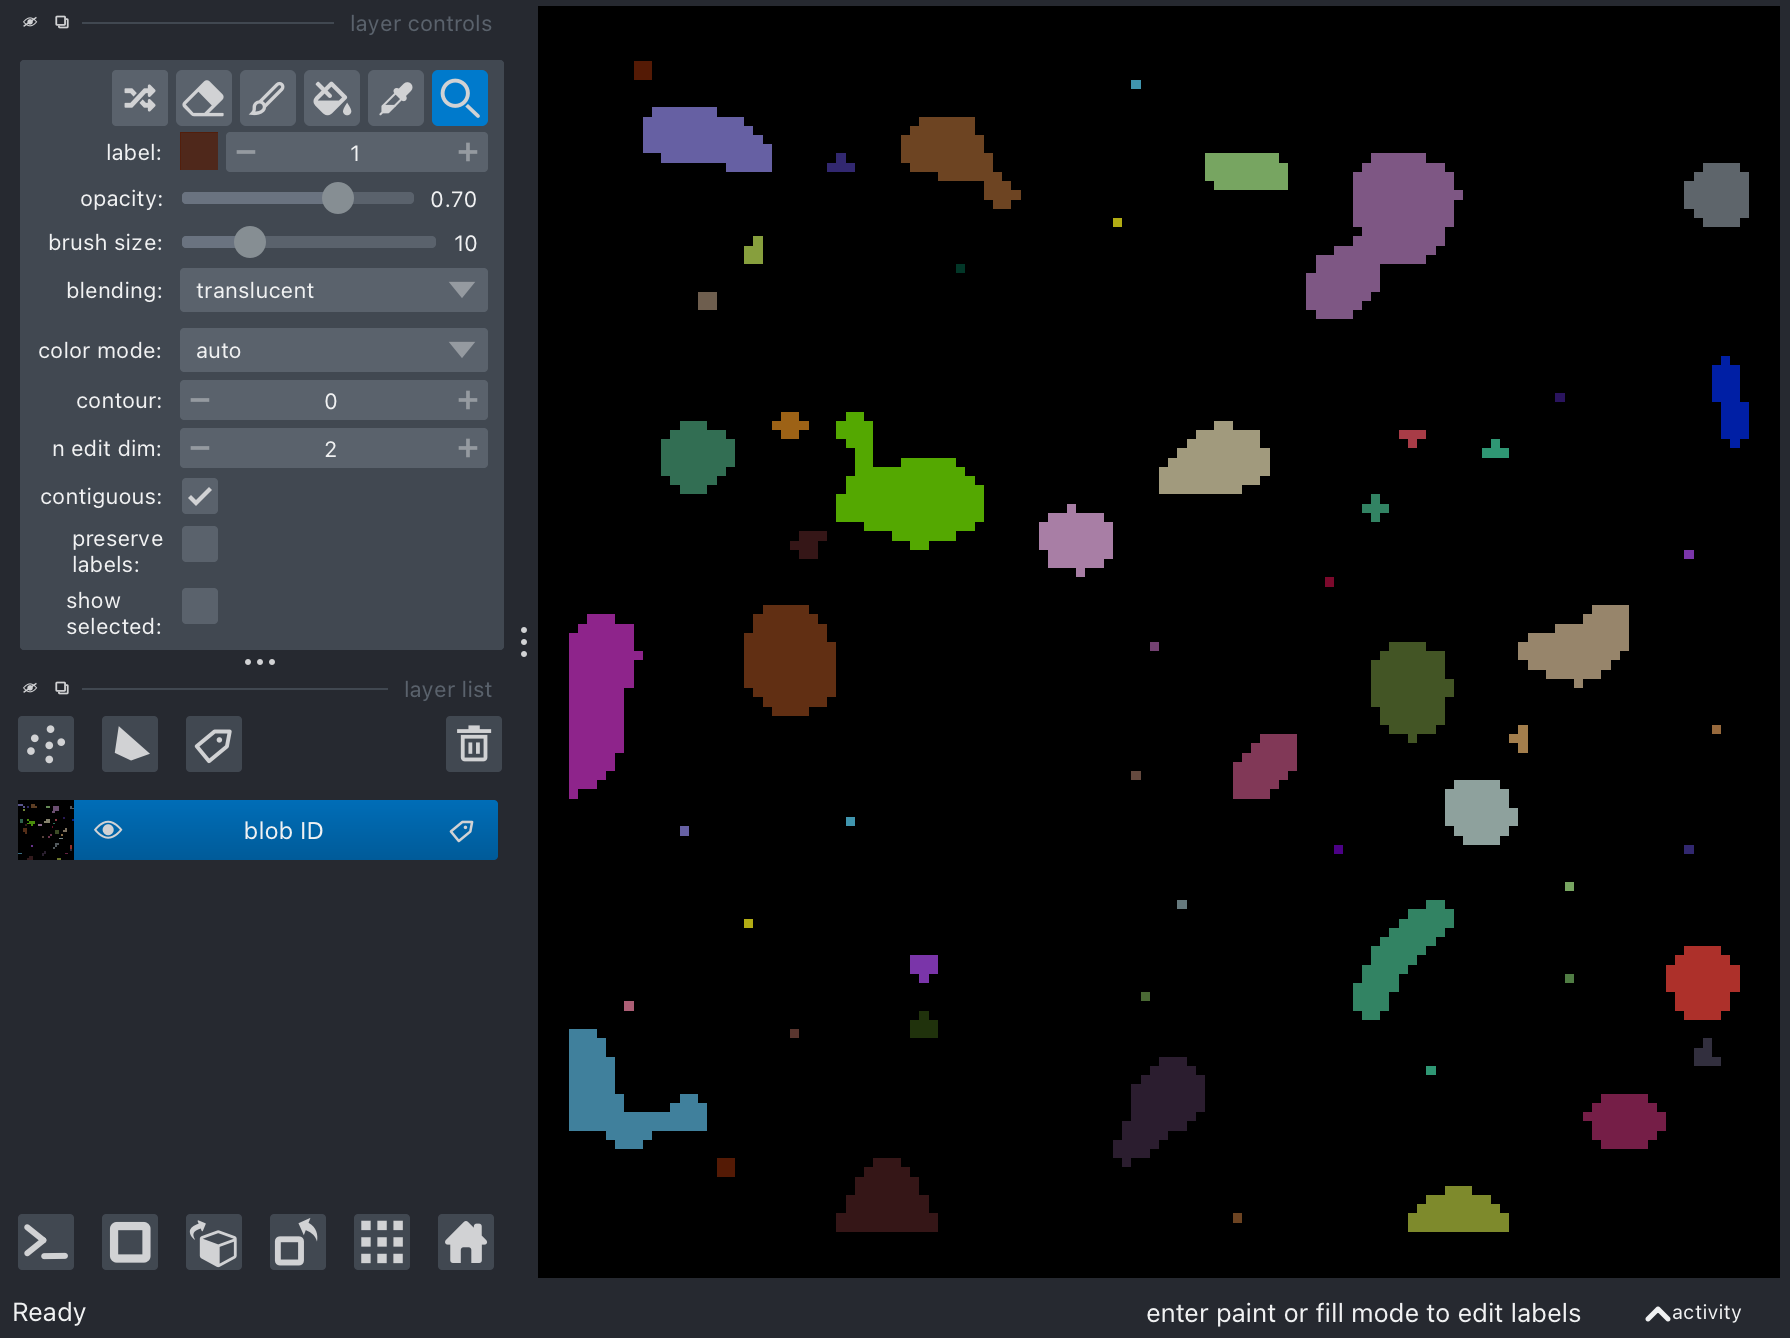 layer controls
label: 1
opacity: 0.70
brush size: 10
blending: translucent
color mode: auto
contour: 0
n edit dim: 2
contiguous:
preserve
labels:
show
selected:
layer list
blob ID
Ready
enter paint or fill mode to edit labels
activity